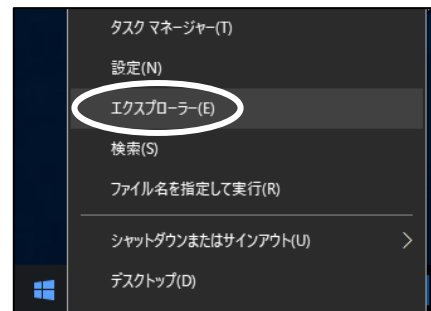 タスク マネージャー(T)
設定(N)
エクスプローラー(E)
検索(S)
ファイル名を指定して実行(R)
シャットダウンまたはサインアウト(U)
デスクトップ(D)